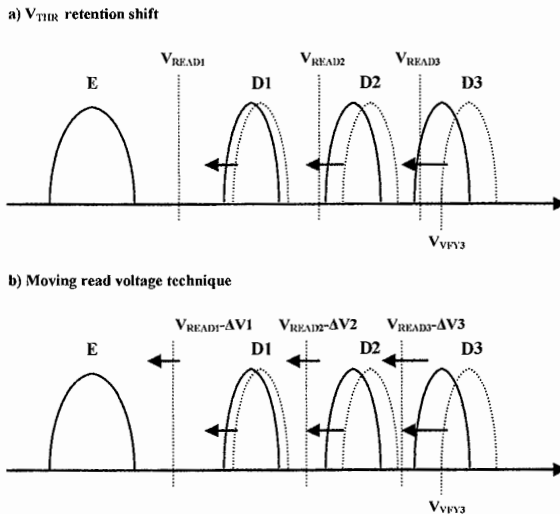 a) VTHR retention shift
VREAD1 VREAD2 VREAD3
E D1 D2 D3
VVFY3
b) Moving read voltage technique
VREAD1-ΔV1 VREAD2-ΔV2 VREAD3-ΔV3
E D1 D2 D3
VVFY3